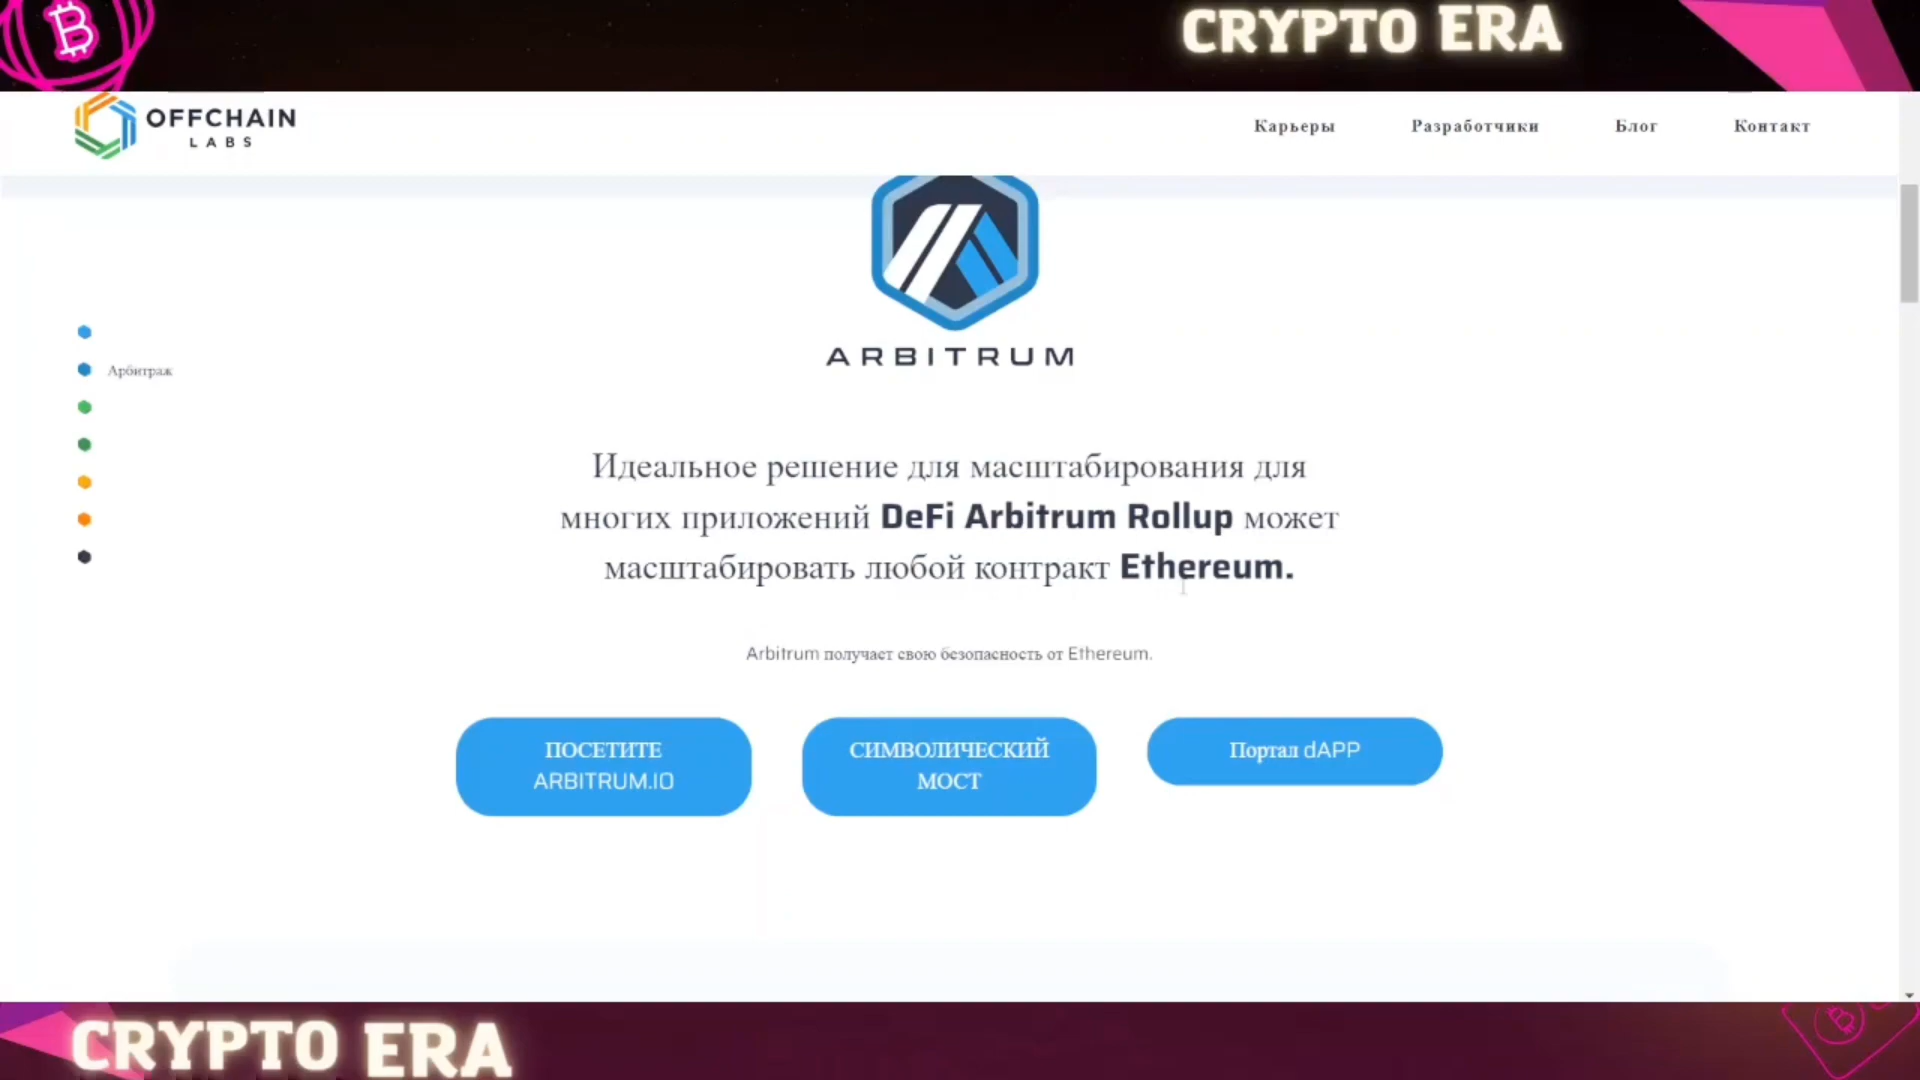 CRYPTO ERA
OFFCHAIN
LABS
Карьеры
Разработчики
Блог
Контакт
ARBITRUM
Арбитраж
Идеальное решение для масштабирования для
многих приложений DeFi Arbitrum Rollup может
масштабировать любой контракт Ethereum.
Arbitrum получает свою безопасность от Ethereum.
ПОСЕТИТЕ
ARBITRUM.IO
СИМВОЛИЧЕСКИЙ
МОСТ
Портал dAPP
CRYPTO ERA